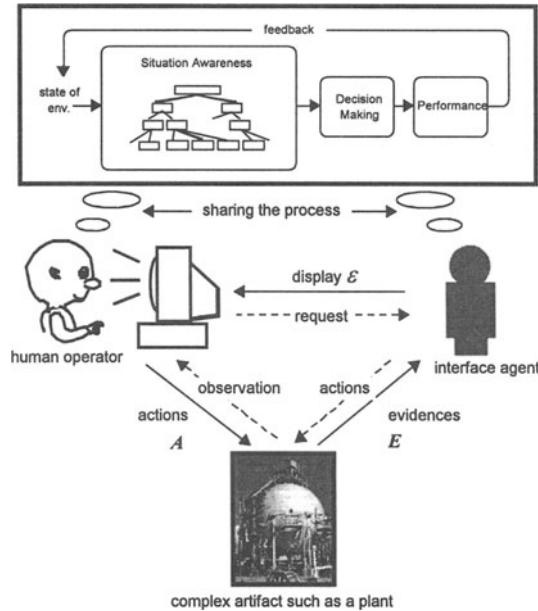 feedback
Situation Awareness
state of
env.
Decision
Making
Performance
sharing the process
display ε
request
human operator
interface agent
observation
actions
actions
evidences
A
E
complex artifact such as a plant